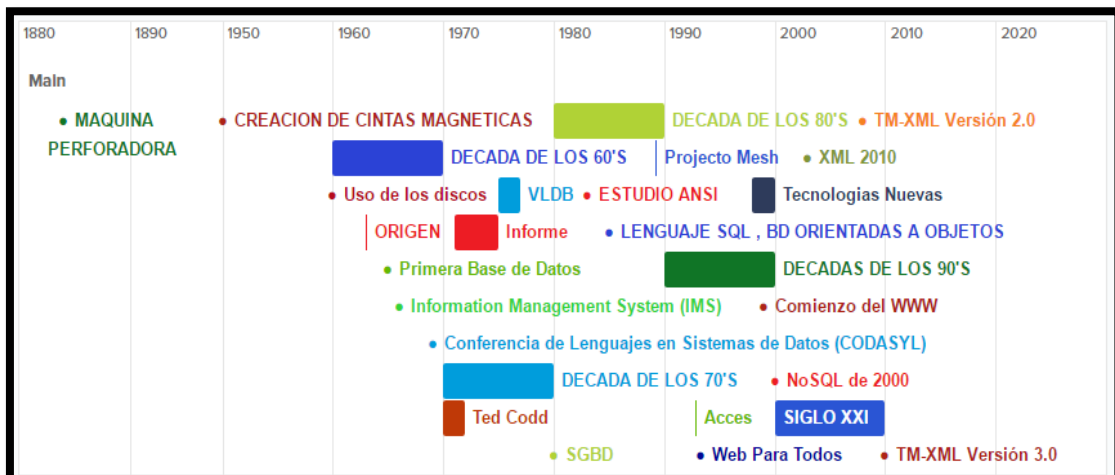 1880 1890 1950 1960 1970 1980 1990 2000 2010 2020
Main
MAQUINA PERFORADORA
CREACION DE CINTAS MAGNETICAS
DECADA DE LOS 80'S
TM-XML Versión 2.0
DECADA DE LOS 60'S
Projecto Mesh
XML 2010
Uso de los discos
VLDB
ESTUDIO ANSI
Tecnologias Nuevas
ORIGEN
Informe
LENGUAJE SQL , BD ORIENTADAS A OBJETOS
Primera Base de Datos
DECADAS DE LOS 90'S
Information Management System (IMS)
Comienzo del WWW
Conferencia de Lenguajes en Sistemas de Datos (CODASYL)
DECADA DE LOS 70'S
NoSQL de 2000
Ted Codd
Acces
SIGLO XXI
SGBD
Web Para Todos
TM-XML Versión 3.0